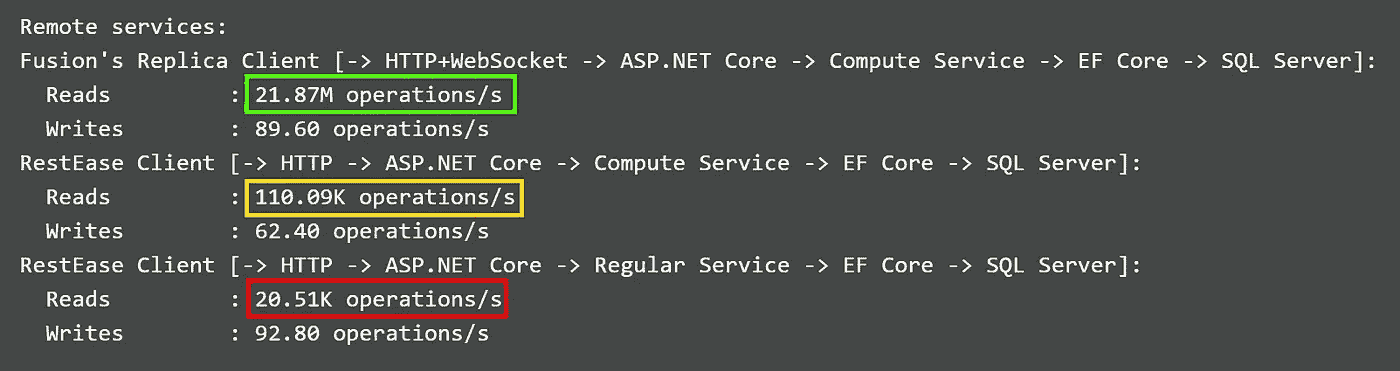 Remote services:
Fusion's Replica Client [-> HTTP+WebSocket -> ASP.NET Core -> Compute Service -> EF Core -> SQL Server]:
  Reads         : 21.87M operations/s
  Writes        : 89.60 operations/s
RestEase Client [-> HTTP -> ASP.NET Core -> Compute Service -> EF Core -> SQL Server]:
  Reads         : 110.09K operations/s
  Writes        : 62.40 operations/s
RestEase Client [-> HTTP -> ASP.NET Core -> Regular Service -> EF Core -> SQL Server]:
  Reads         : 20.51K operations/s
  Writes        : 92.80 operations/s